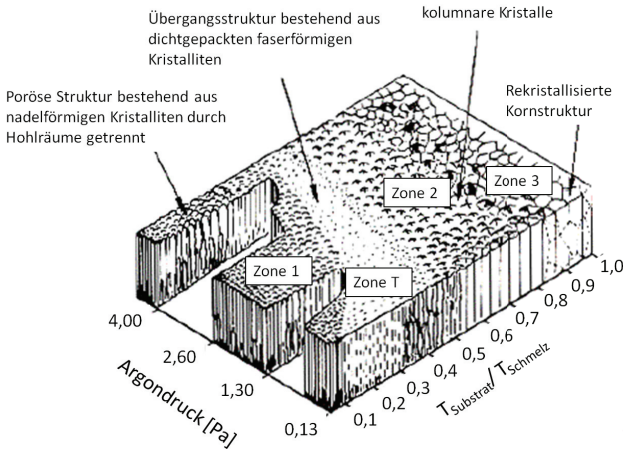 Übergangsstruktur bestehend aus
dichtgepackten faserförmigen
Kristalliten
kolumnare Kristalle
Poröse Struktur bestehend aus
nadelförmigen Kristalliten durch
Hohlräume getrennt
Rekristallisierte
Kornstruktur
Zone 2
Zone 3
Zone 1
Zone T
4,00
2,60
1,30
0,13
Argondruck [Pa]
0,1
0,2
0,3
0,4
0,5
0,6
0,7
0,8
0,9
1,0
TSubstrat/TSchmelz